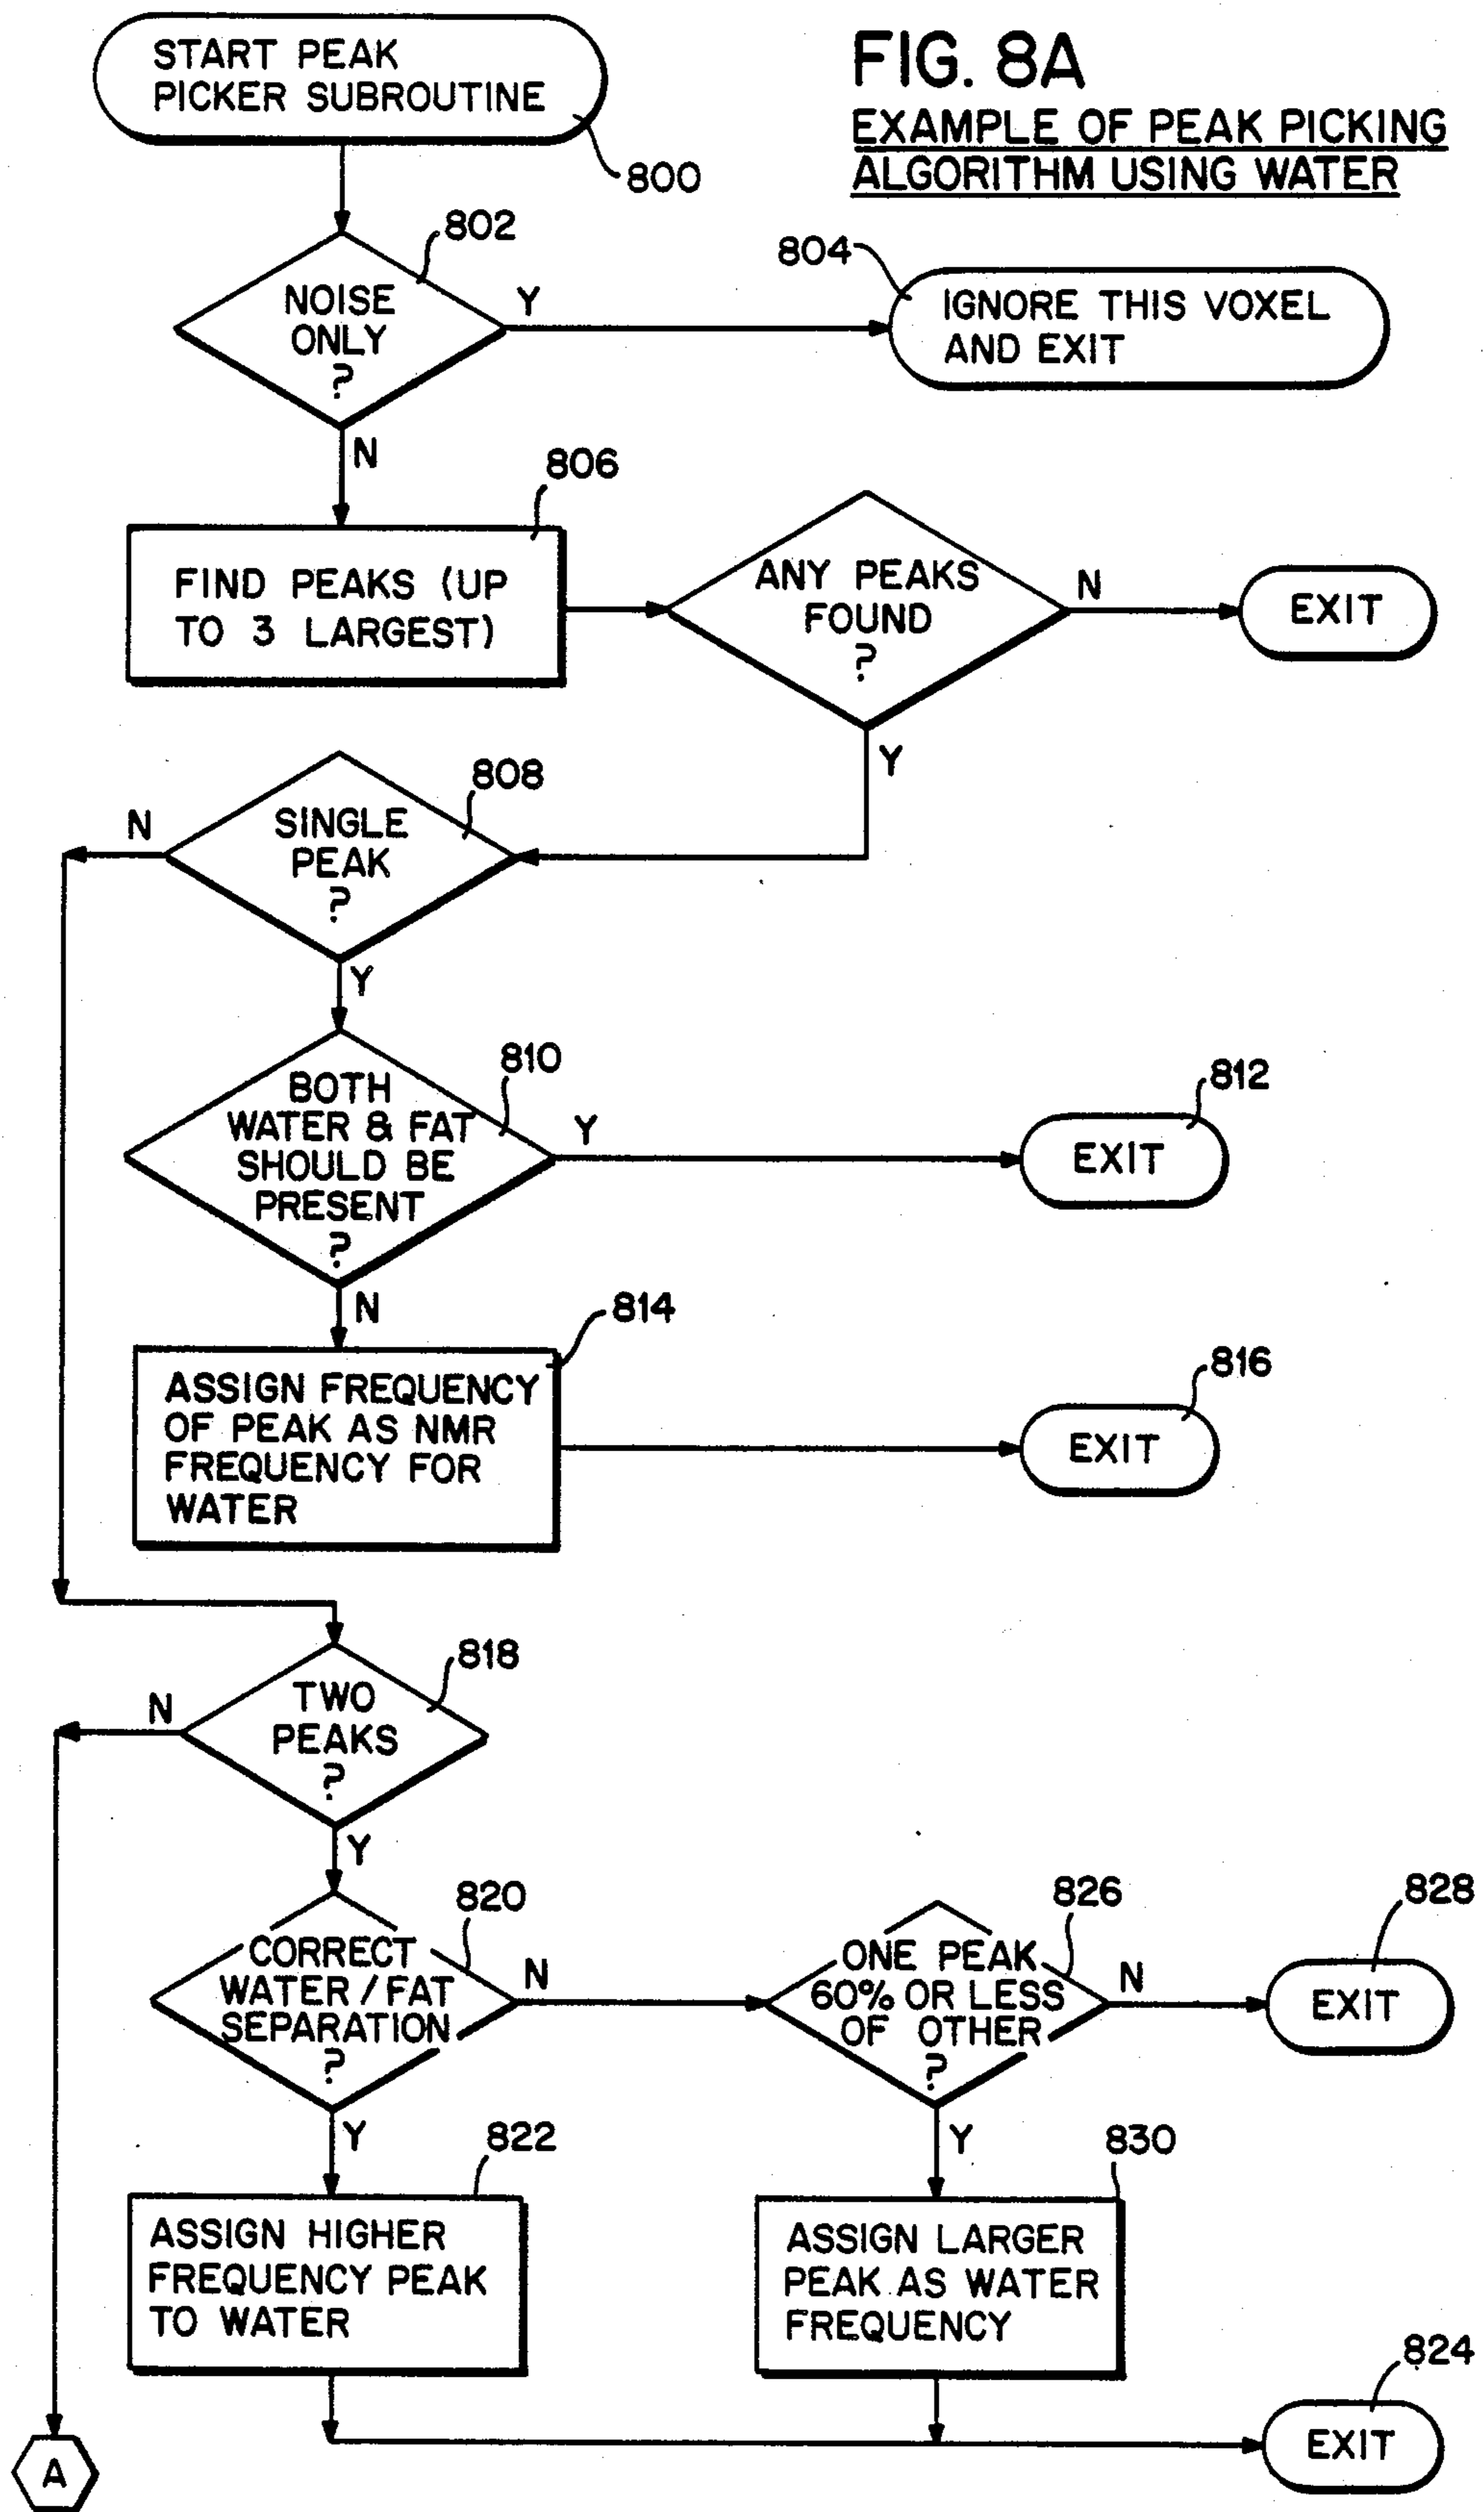 START PEAK
PICKER SUBROUTINE
800
FIG. 8A
EXAMPLE OF PEAK PICKING
ALGORITHM USING WATER
802
NOISE
ONLY
?
Y
804
IGNORE THIS VOXEL
AND EXIT
N
806
FIND PEAKS (UP
TO 3 LARGEST)
ANY PEAKS
FOUND
?
N
EXIT
Y
808
SINGLE
PEAK
?
N
Y
810
BOTH
WATER & FAT
SHOULD BE
PRESENT
?
Y
812
EXIT
N
814
ASSIGN FREQUENCY
OF PEAK AS NMR
FREQUENCY FOR
WATER
816
EXIT
818
TWO
PEAKS
?
N
Y
820
CORRECT
WATER/FAT
SEPARATION
?
N
826
ONE PEAK
60% OR LESS
OF OTHER
?
N
828
EXIT
Y
822
ASSIGN HIGHER
FREQUENCY PEAK
TO WATER
Y
830
ASSIGN LARGER
PEAK AS WATER
FREQUENCY
824
EXIT
A